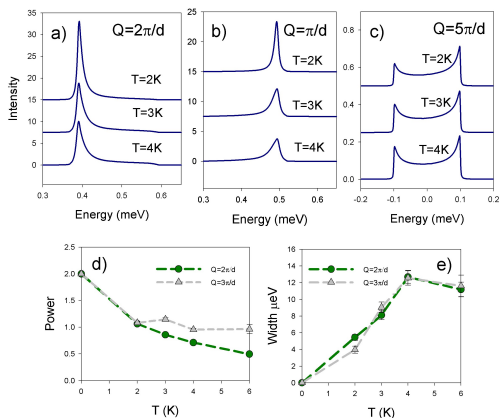 a) Q=2π/d
T=2K
T=3K
T=4K
Intensity
35
30
25
20
15
10
5
0
0.3 0.4 0.5 0.6
Energy (meV)
b) Q=π/d
T=2K
T=3K
T=4K
25
20
15
10
5
0
0.3 0.4 0.5 0.6
Energy (meV)
c) Q=5π/d
T=2K
T=3K
T=4K
0.8
0.6
0.4
0.2
0.0
-0.2 -0.1 0.0 0.1 0.2
Energy (meV)
d)
Q=2π/d
Q=3π/d
Power
2.5
2.0
1.5
1.0
0.5
0.0
0 2 3 4 6
T (K)
e)
Q=2π/d
Q=3π/d
Width μeV
16
14
12
10
8
6
4
2
0
0 2 3 4 6
T (K)